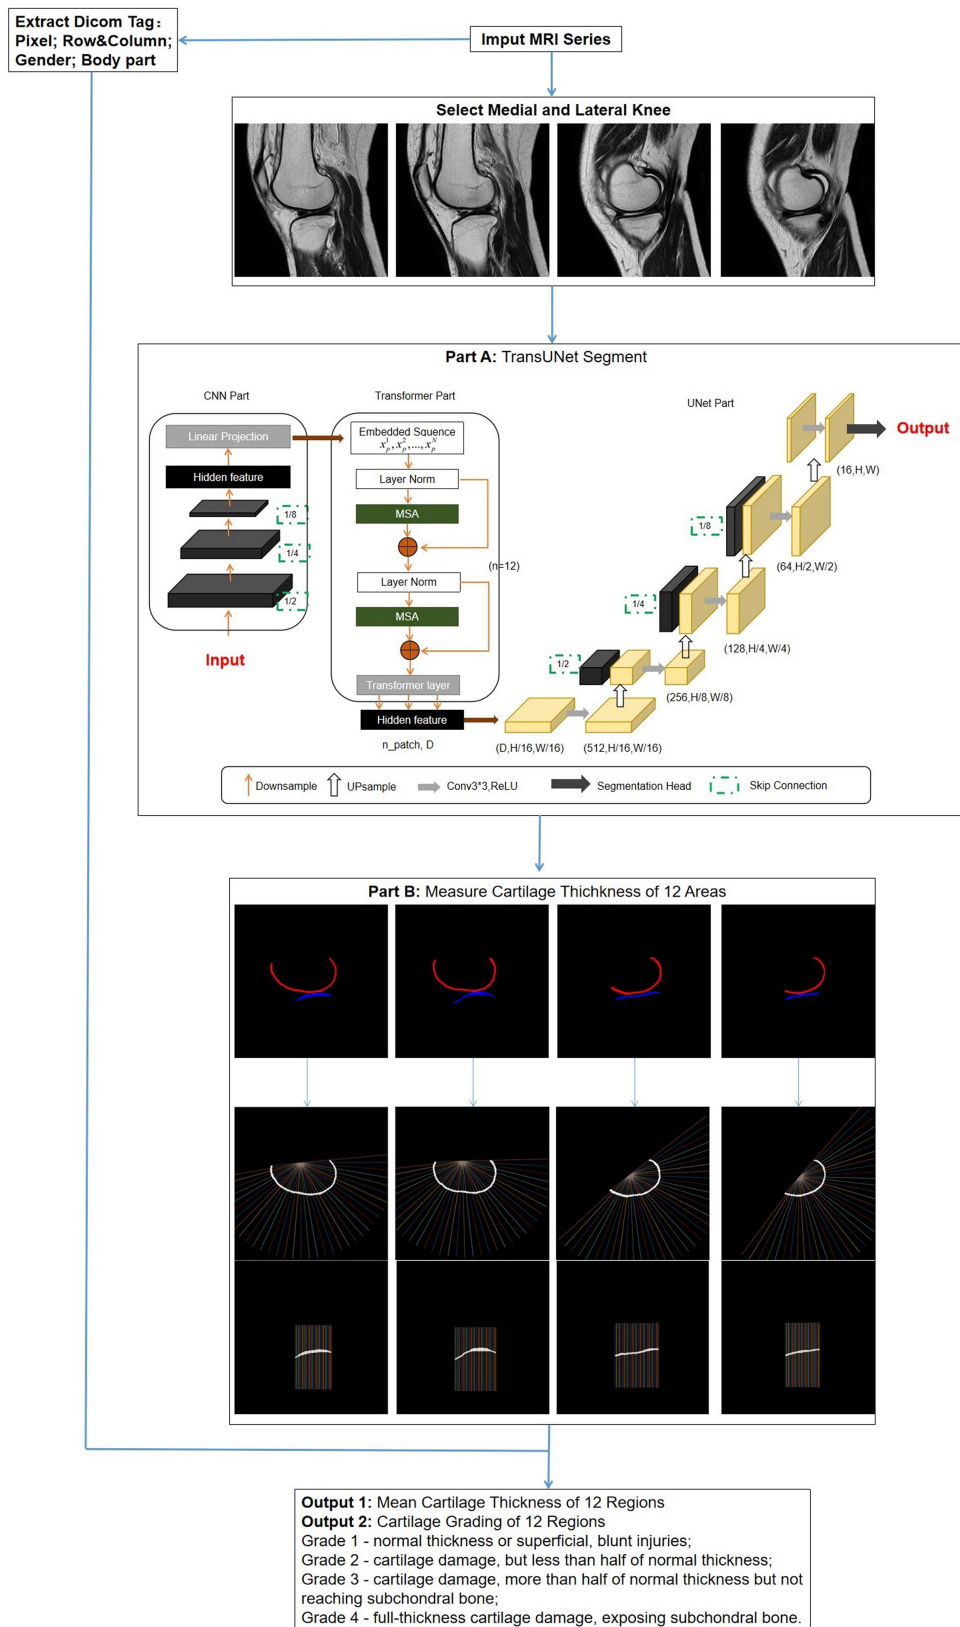 Extract Dicom Tag：
Pixel; Row&Column;
Gender; Body part
Imput MRI Series
Select Medial and Lateral Knee
Part A: TransUNet Segment
CNN Part
Linear Projection
Hidden feature
1/8
1/4
1/2
Input
Transformer Part
Embedded Squence
x_p^1, x_p^2, ..., x_p^N
Layer Norm
MSA
(n=12)
Layer Norm
MSA
Transformer layer
Hidden feature
n_patch, D
UNet Part
Output
(16,H,W)
1/8
(64,H/2,W/2)
1/4
(128,H/4,W/4)
1/2
(256,H/8,W/8)
(D,H/16,W/16)
(512,H/16,W/16)
Downsample
UPsample
Conv3*3,ReLU
Segmentation Head
Skip Connection
Part B: Measure Cartilage Thichkness of 12 Areas
Output 1: Mean Cartilage Thickness of 12 Regions
Output 2: Cartilage Grading of 12 Regions
Grade 1 - normal thickness or superficial, blunt injuries;
Grade 2 - cartilage damage, but less than half of normal thickness;
Grade 3 - cartilage damage, more than half of normal thickness but not
reaching subchondral bone;
Grade 4 - full-thickness cartilage damage, exposing subchondral bone.